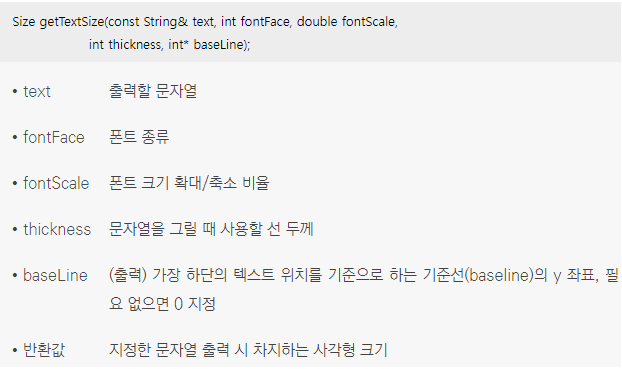 Size getTextSize(const String& text, int fontFace, double fontScale,
int thickness, int* baseLine);
• text 출력할 문자열
• fontFace 폰트 종류
• fontScale 폰트 크기 확대/축소 비율
• thickness 문자열을 그릴 때 사용할 선 두께
• baseLine (출력) 가장 하단의 텍스트 위치를 기준으로 하는 기준선(baseline)의 y 좌표, 필
요 없으면 0 지정
• 반환값 지정한 문자열 출력 시 차지하는 사각형 크기